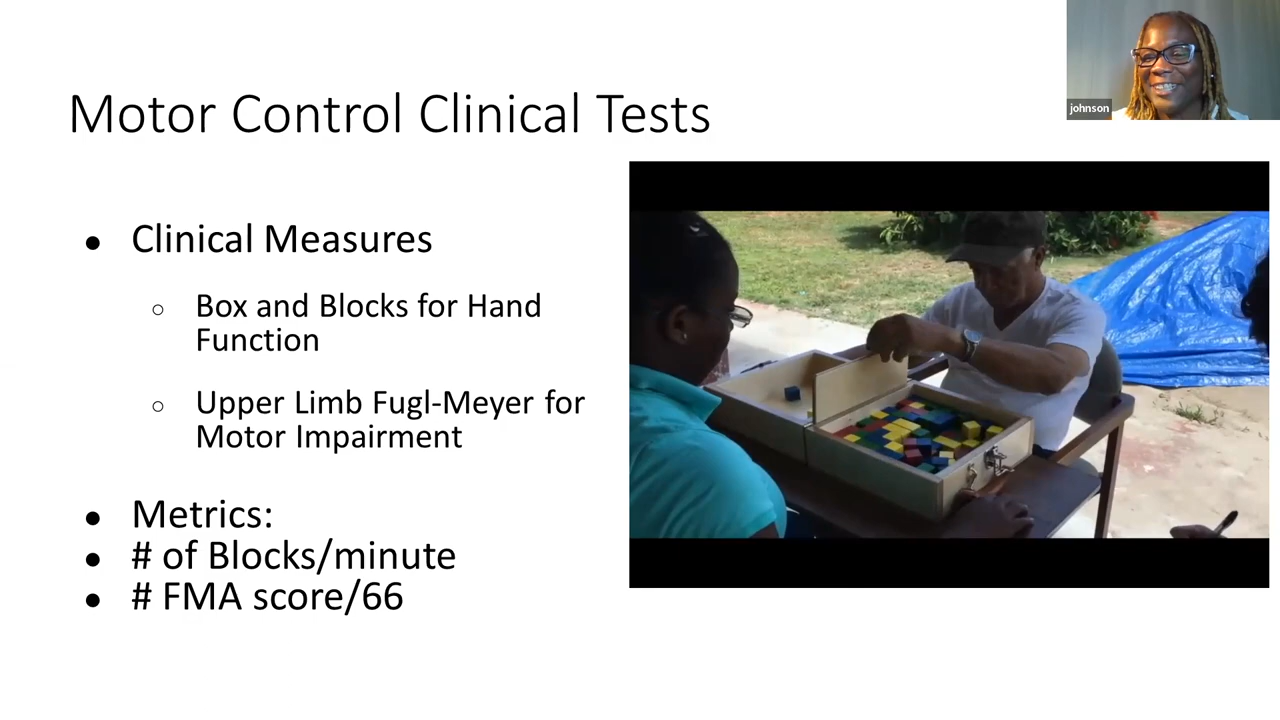 johnson
Motor Control Clinical Tests
● Clinical Measures
○ Box and Blocks for Hand
Function
○ Upper Limb Fugl-Meyer for
Motor Impairment
● Metrics:
● # of Blocks/minute
● # FMA score/66